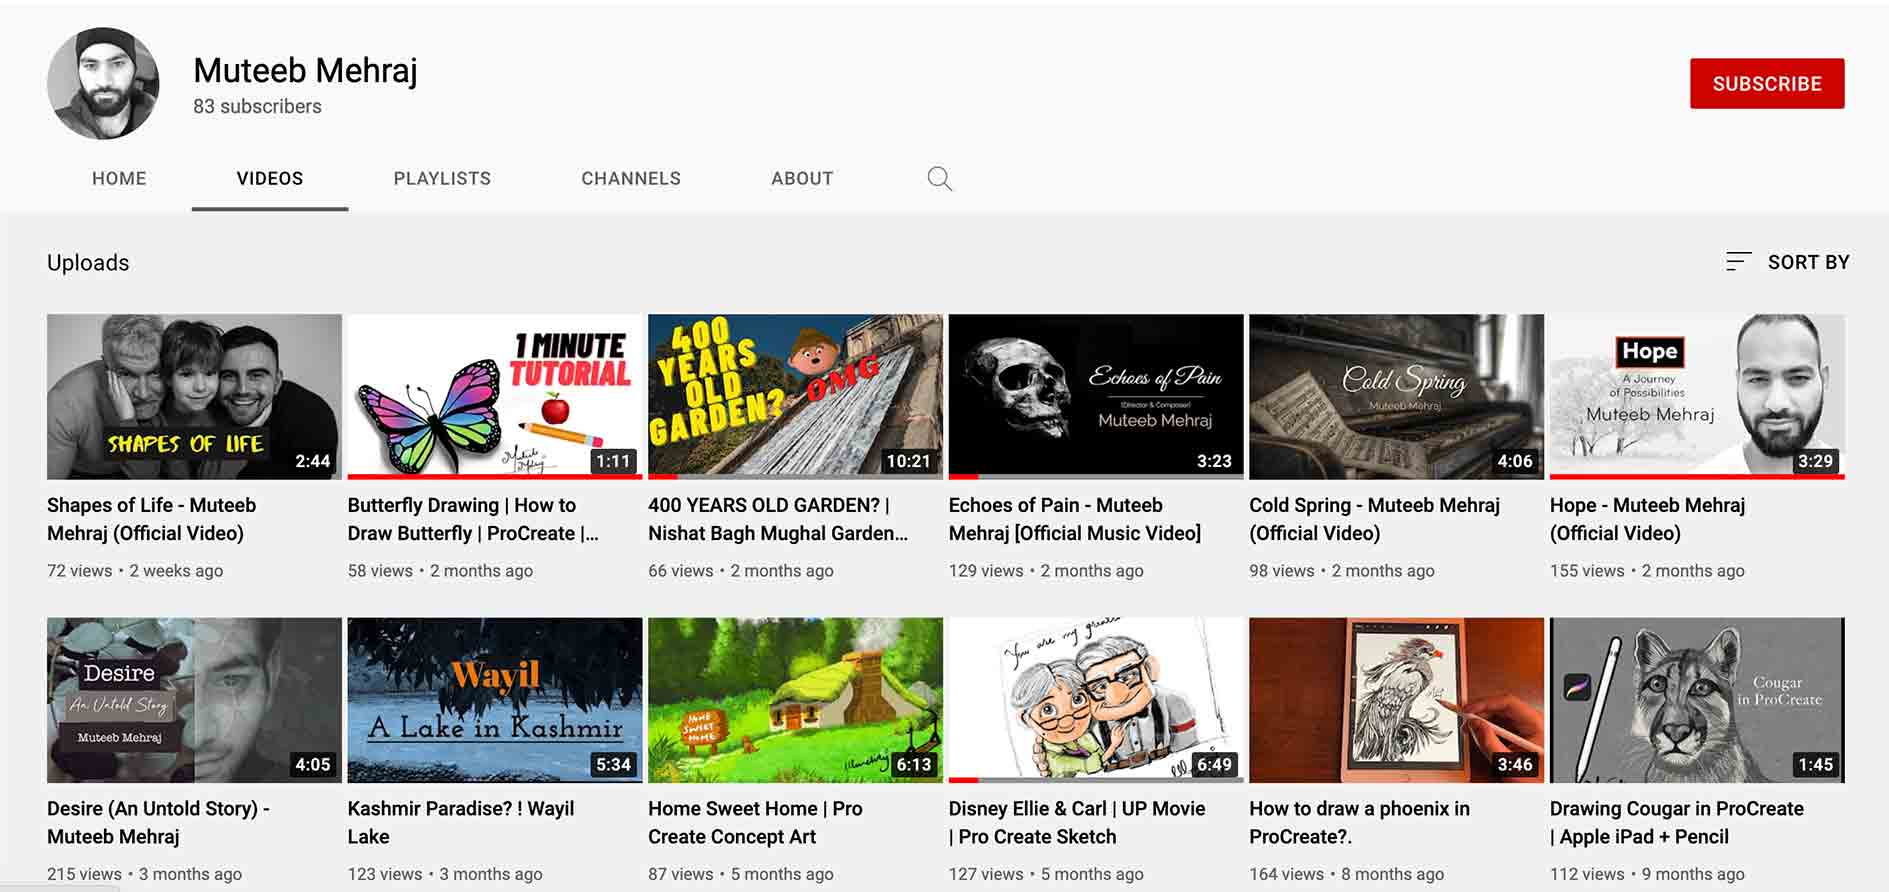 Muteeb Mehraj
83 subscribers
SUBSCRIBE
HOME VIDEOS PLAYLISTS CHANNELS ABOUT
Uploads
SORT BY
SHAPES OF LIFE
2:44
1 MINUTE
TUTORIAL
1:11
400
YEARS
OLD
GARDEN?
OMG
10:21
Echoes of Pain
(Director & Composer)
Muteeb Mehraj
3:23
Cold Spring
Muteeb Mehraj
4:06
Hope
A Journey
of Possibilities
Muteeb Mehraj
3:29
Shapes of Life - Muteeb
Mehraj (Official Video)
72 views • 2 weeks ago
Butterfly Drawing | How to
Draw Butterfly | ProCreate |...
58 views • 2 months ago
400 YEARS OLD GARDEN? |
Nishat Bagh Mughal Garden...
66 views • 2 months ago
Echoes of Pain - Muteeb
Mehraj [Official Music Video]
129 views • 2 months ago
Cold Spring - Muteeb Mehraj
(Official Video)
98 views • 2 months ago
Hope - Muteeb Mehraj
(Official Video)
155 views • 2 months ago
Desire
An Untold Story
Muteeb Mehraj
4:05
Wayil
A Lake in Kashmir
5:34
HOME
SWEET
HOME
6:13
You are my
6:49
3:46
Cougar
in ProCreate
1:45
Desire (An Untold Story) -
Muteeb Mehraj
215 views • 3 months ago
Kashmir Paradise? ! Wayil
Lake
123 views • 3 months ago
Home Sweet Home | Pro
Create Concept Art
87 views • 5 months ago
Disney Ellie & Carl | UP Movie
| Pro Create Sketch
127 views • 5 months ago
How to draw a phoenix in
ProCreate?.
164 views • 8 months ago
Drawing Cougar in ProCreate
| Apple iPad + Pencil
112 views • 9 months ago